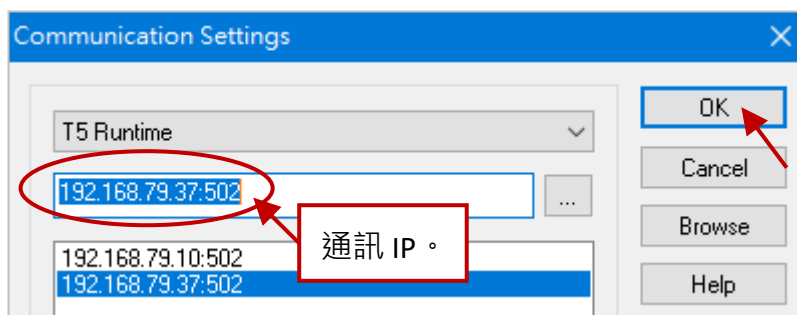 Communication Settings
T5 Runtime
OK
192.168.79.37:502
...
Cancel
通訊 IP。
Browse
192.168.79.10:502
192.168.79.37:502
Help